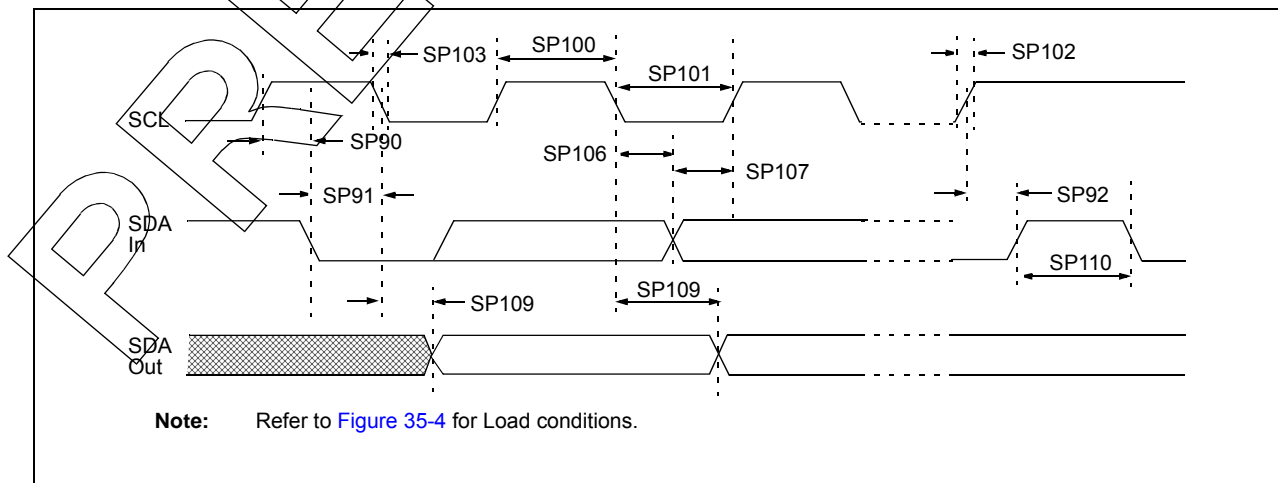 SP103
SP100
SP102
SP101
SCL
SP90
SP106
SP107
SP91
SP92
SDA
In
SP110
SP109
SP109
SDA
Out
Note: Refer to Figure 35-4 for Load conditions.